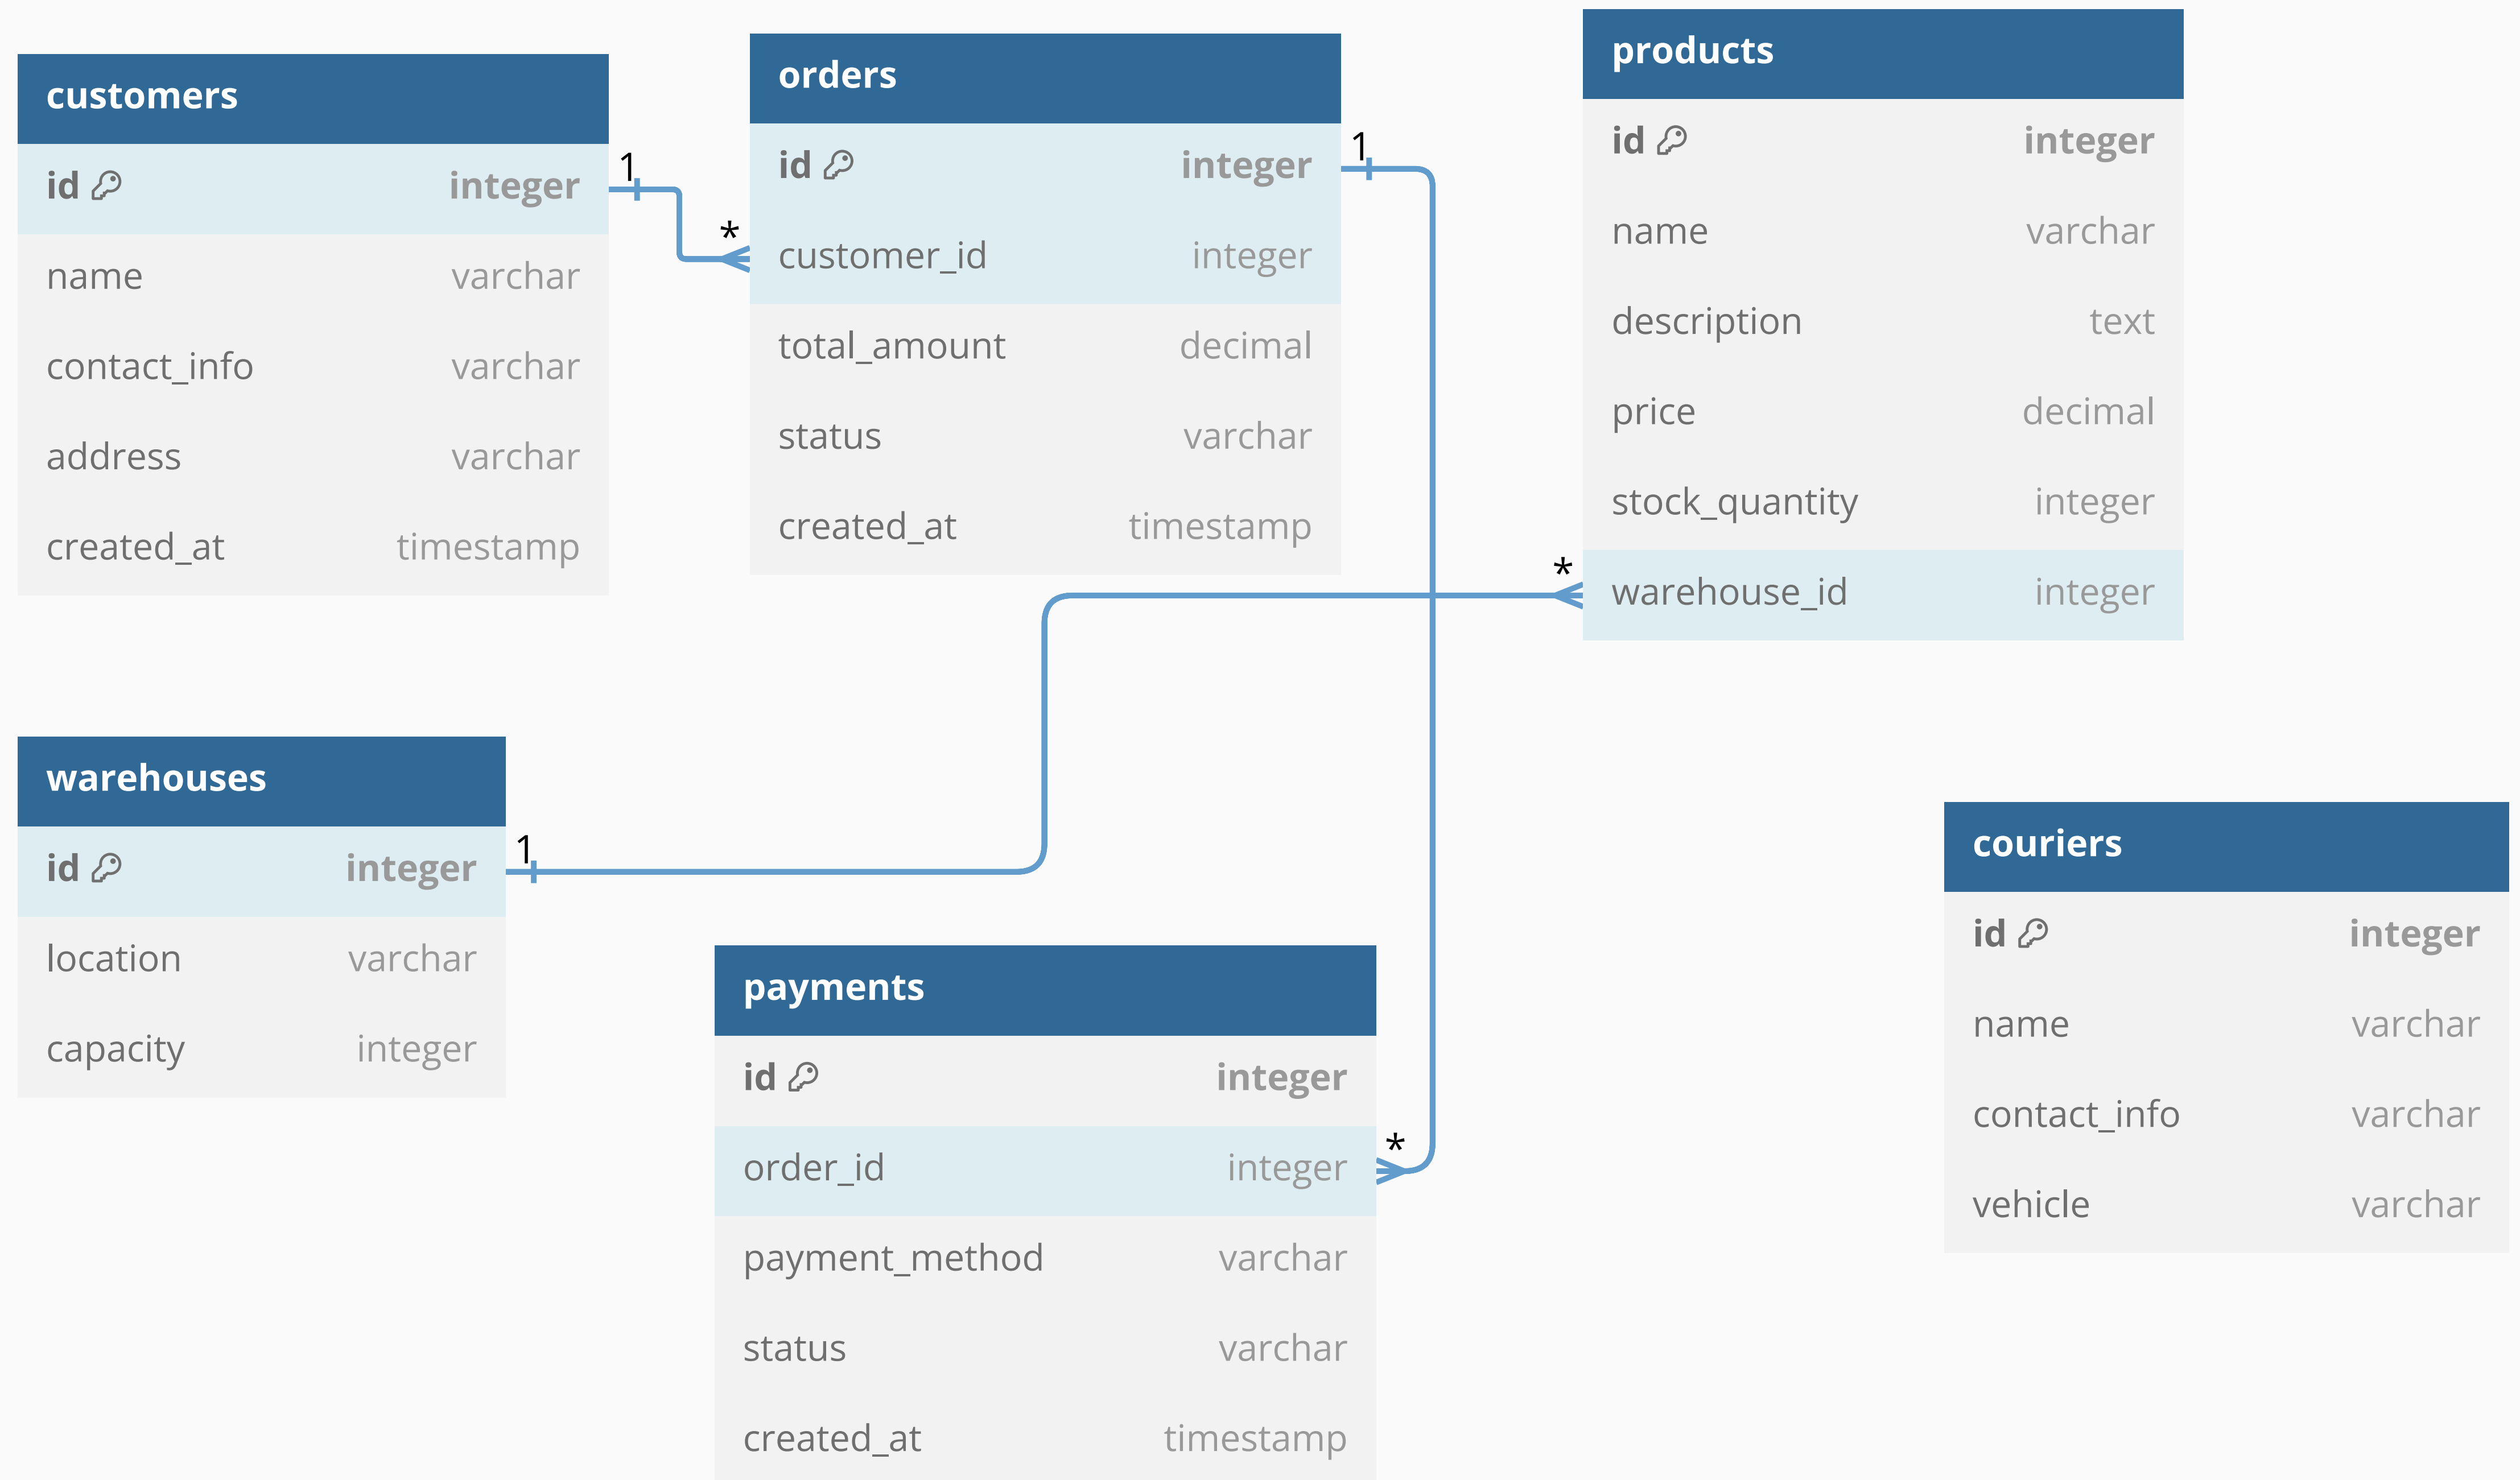 customers
id integer
name varchar
contact_info varchar
address varchar
created_at timestamp
1
*
orders
id integer
customer_id integer
total_amount decimal
status varchar
created_at timestamp
1
*
products
id integer
name varchar
description text
price decimal
stock_quantity integer
warehouse_id integer
warehouses
id integer
location varchar
capacity integer
1
*
payments
id integer
order_id integer
payment_method varchar
status varchar
created_at timestamp
couriers
id integer
name varchar
contact_info varchar
vehicle varchar